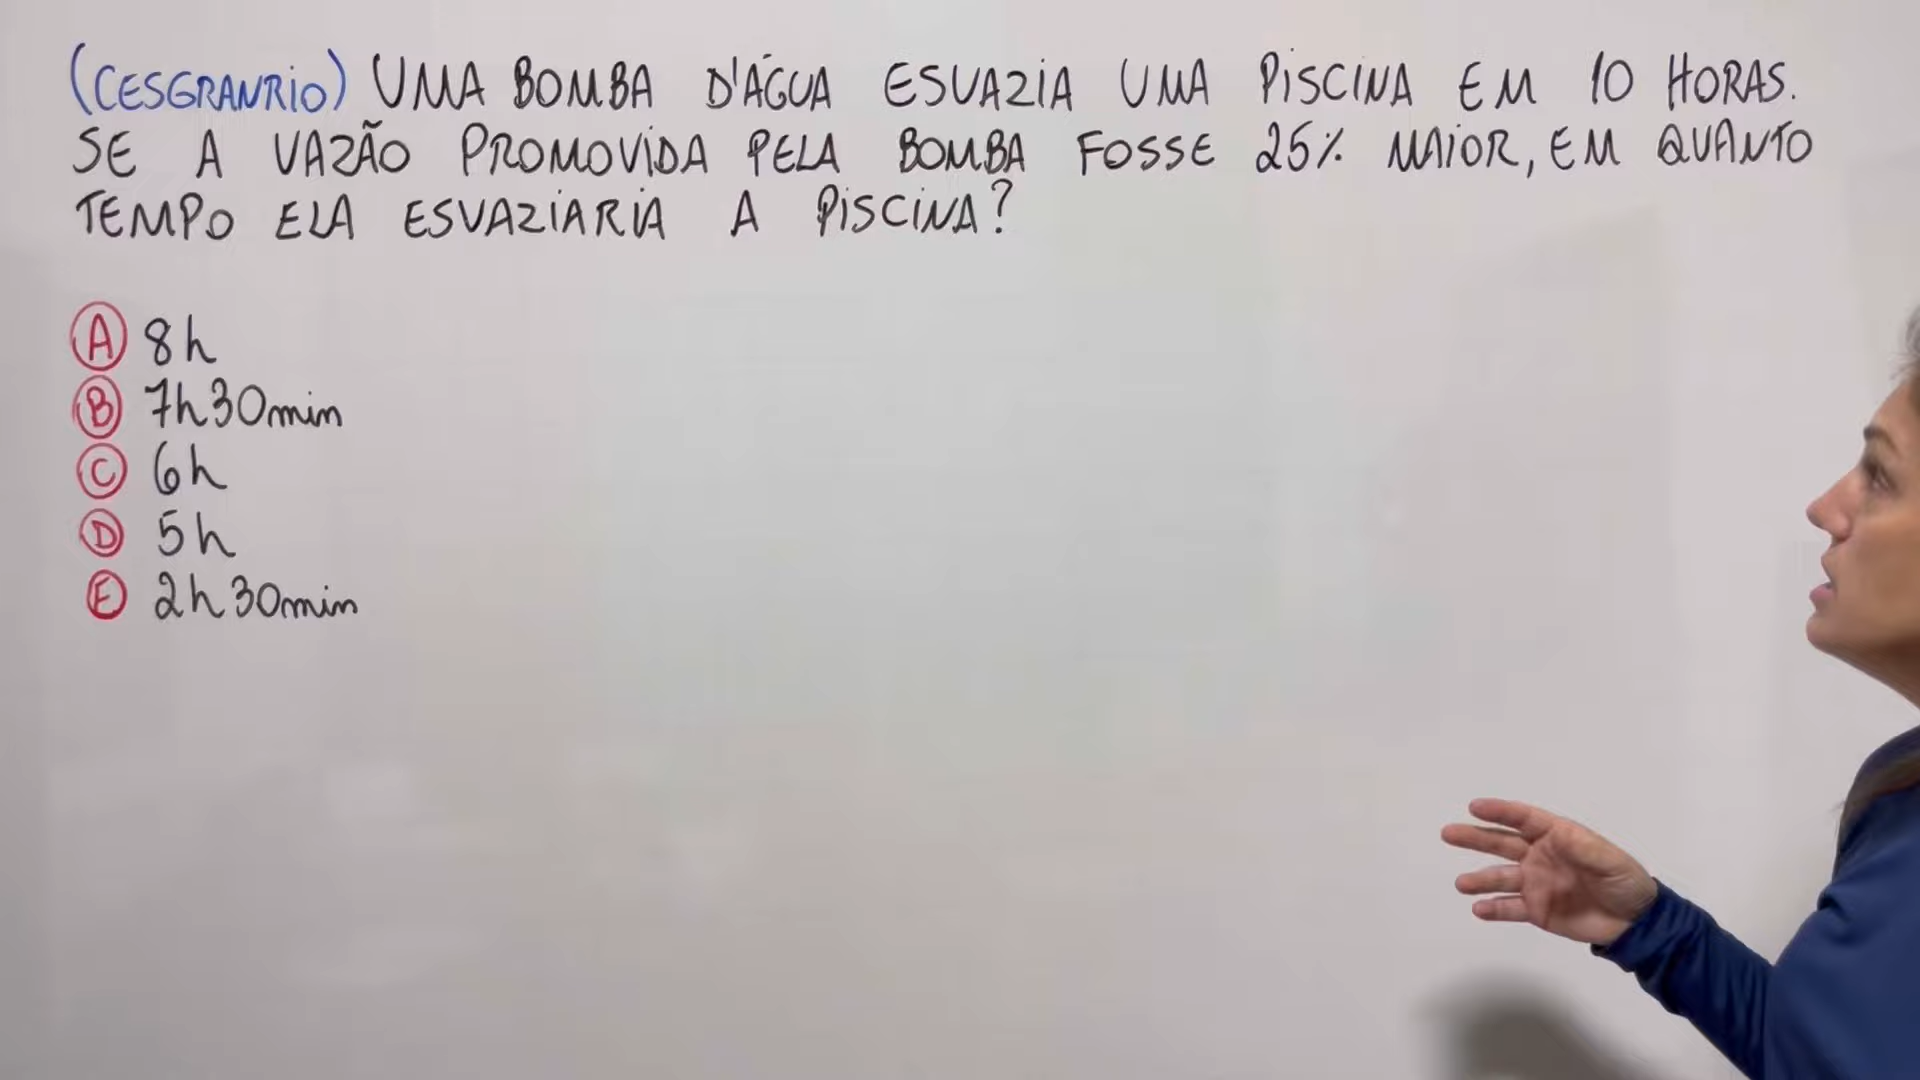 (CESGRANRIO) UMA BOMBA D'ÁGUA ESVAZIA UMA PISCINA EM 10 HORAS.
SE A VAZÃO PROMOVIDA PELA BOMBA FOSSE 25% MAIOR, EM QUANTO
TEMPO ELA ESVAZIARIA A PISCINA?
A 8h
B 7h30min
C 6h
D 5h
E 2h30min